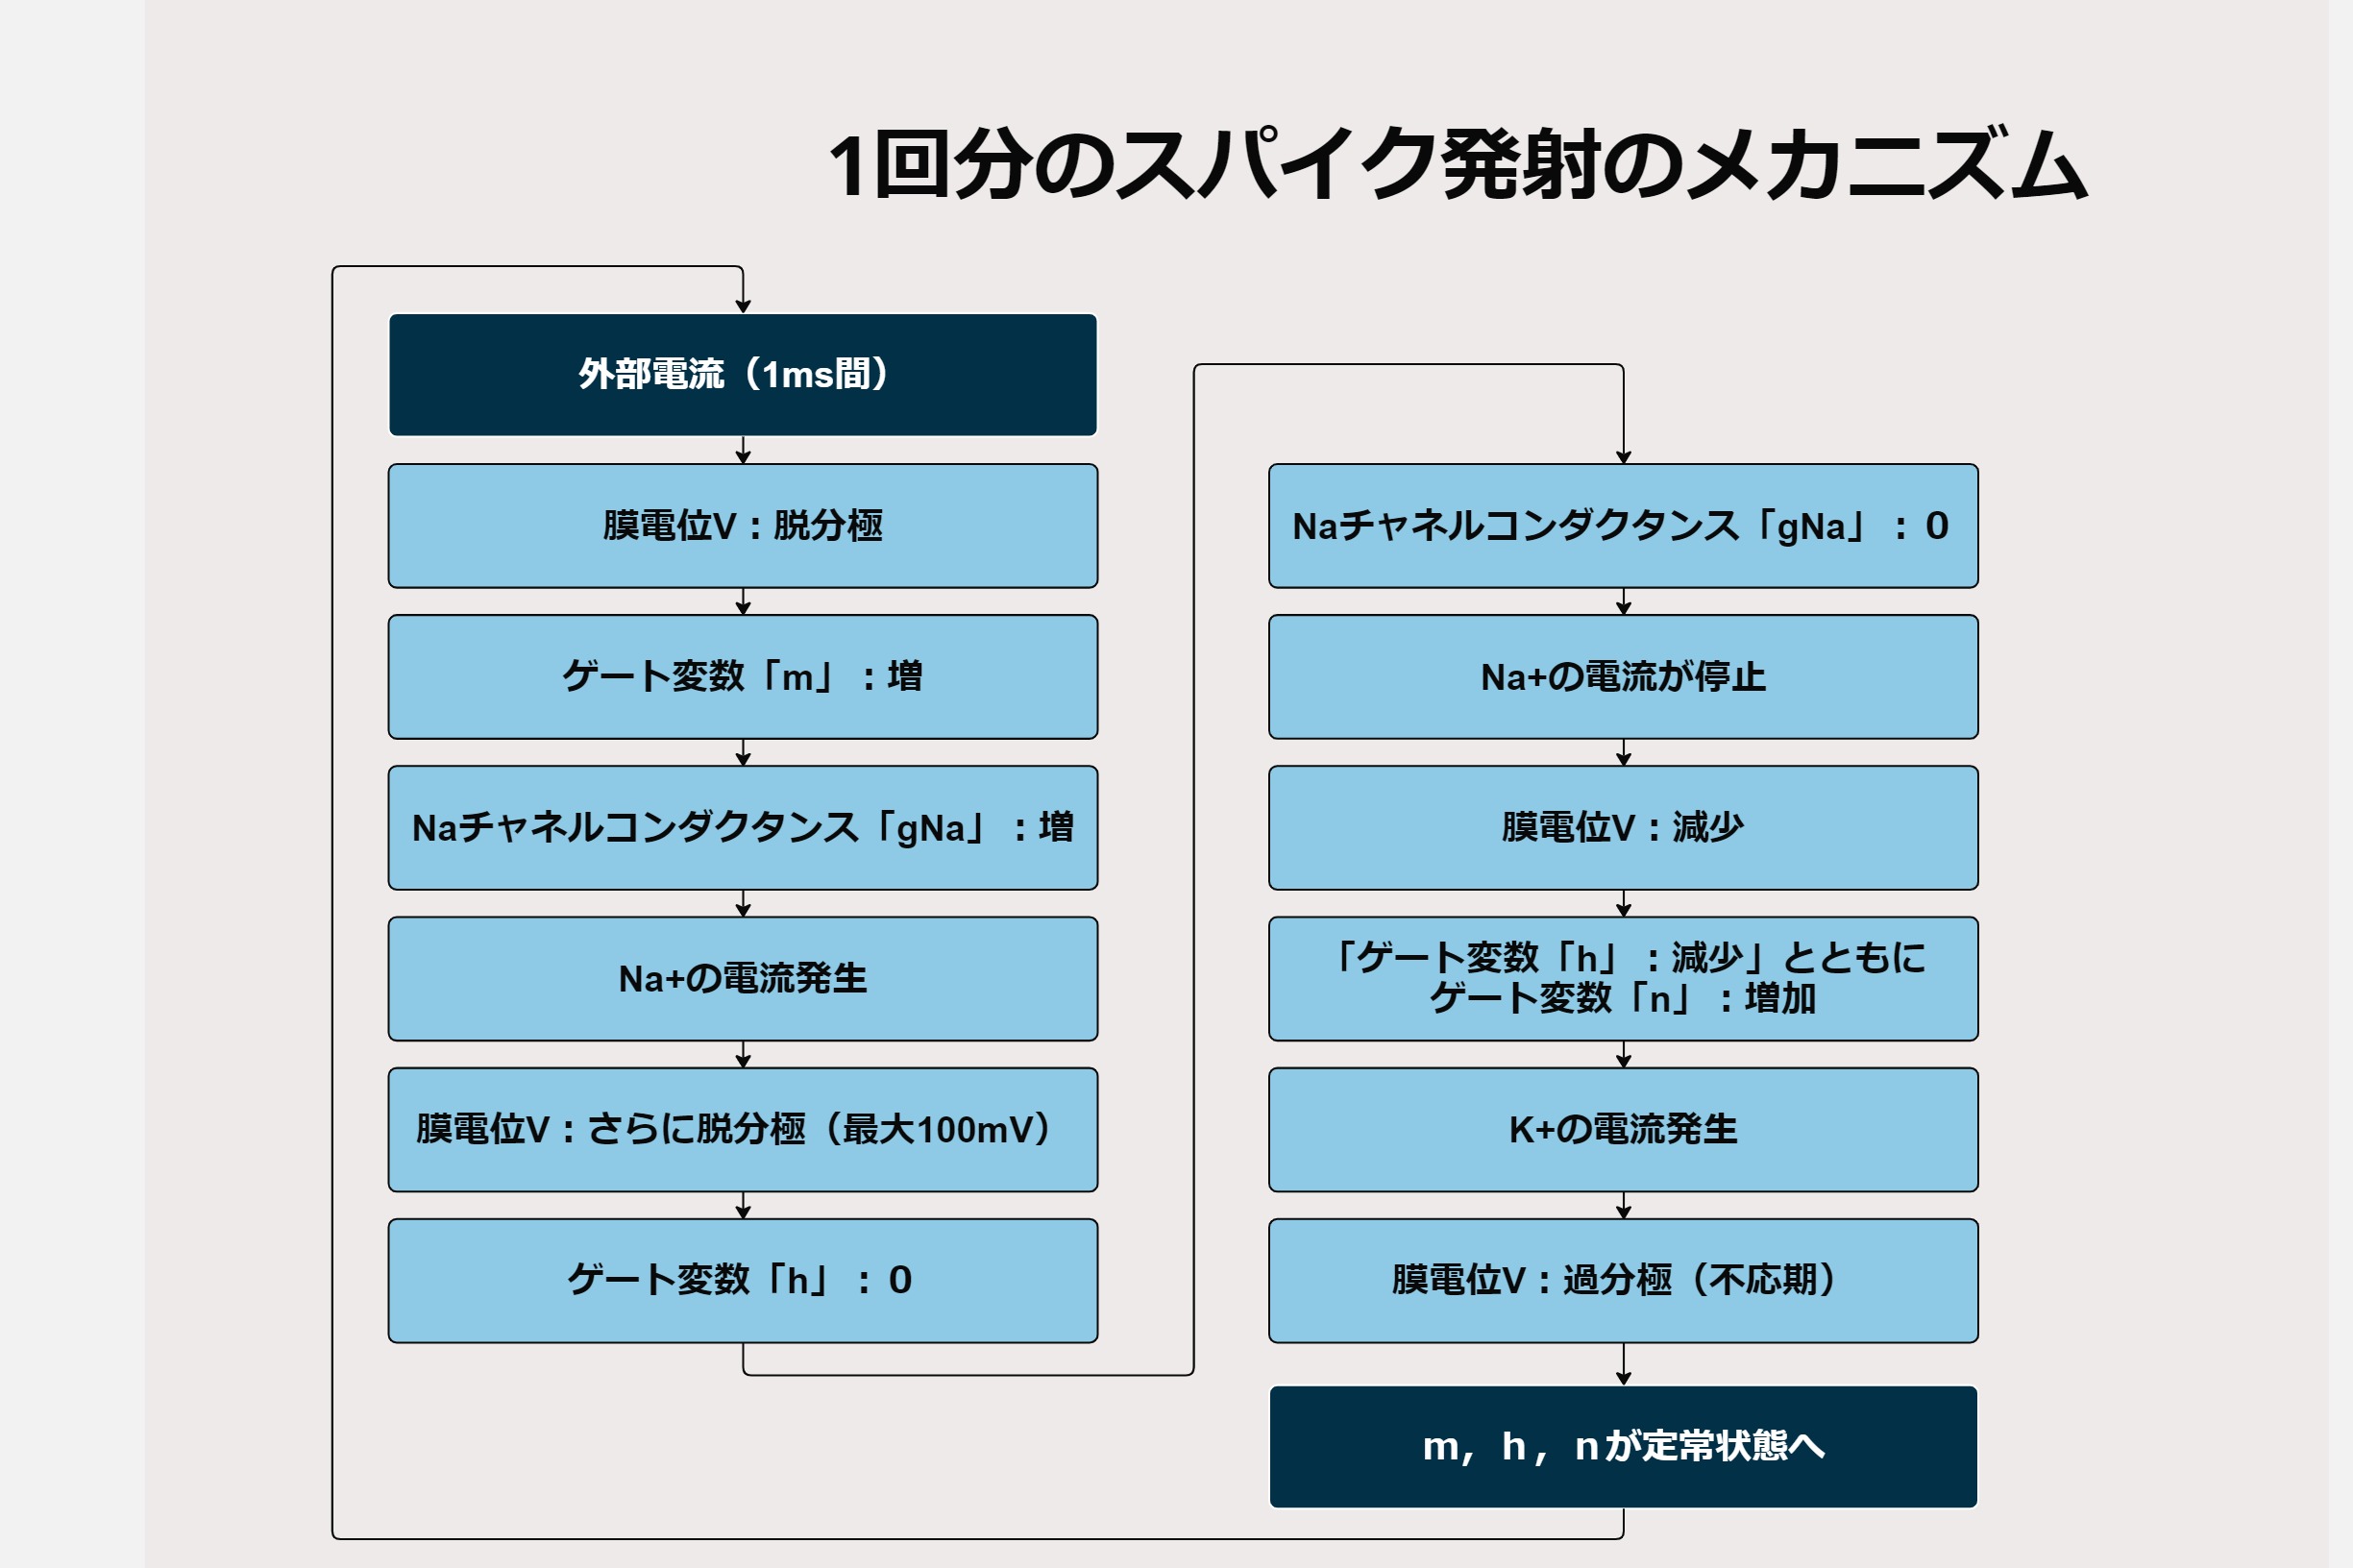 1回分のスパイク発射のメカニズム
外部電流（1ms間）
膜電位V：脱分極
ゲート変数「m」：増
Naチャネルコンダクタンス「gNa」：増
Na+の電流発生
膜電位V：さらに脱分極（最大100mV）
ゲート変数「h」：０
Naチャネルコンダクタンス「gNa」：０
Na+の電流が停止
膜電位V：減少
「ゲート変数「h」：減少」とともに
ゲート変数「n」：増加
K+の電流発生
膜電位V：過分極（不応期）
ｍ，ｈ，ｎが定常状態へ